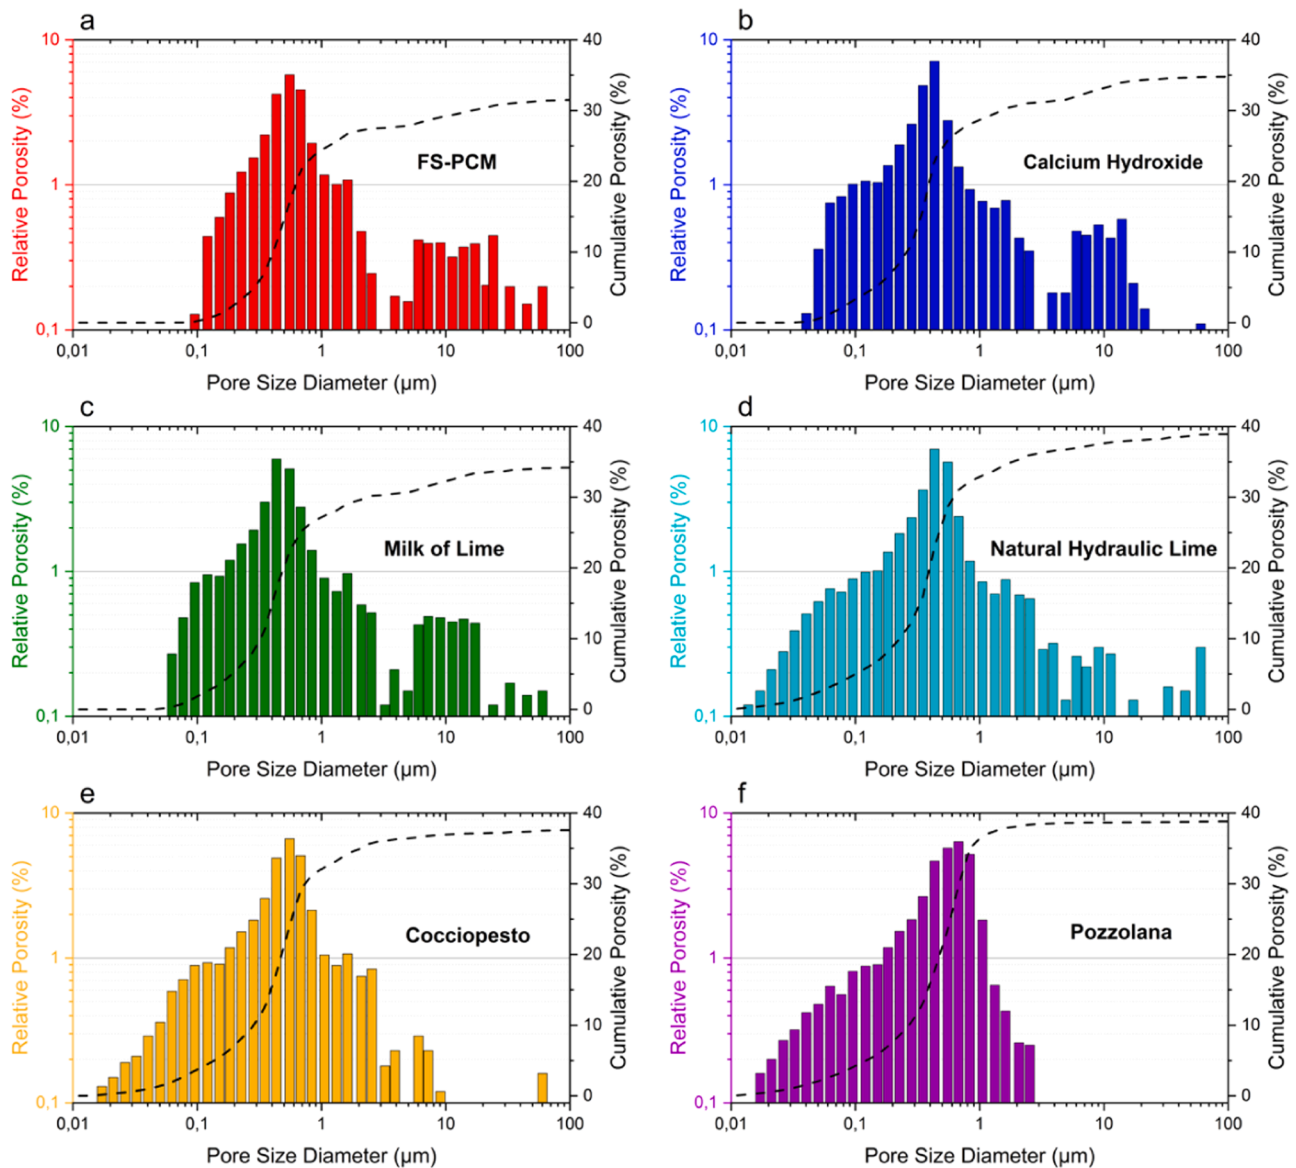 a
10
1
0,1
Relative Porosity (%)
40
30
20
10
0
Cumulative Porosity (%)
FS-PCM
0,01
0,1
1
10
100
Pore Size Diameter (µm)
b
10
1
0,1
Relative Porosity (%)
40
30
20
10
0
Cumulative Porosity (%)
Calcium Hydroxide
0,01
0,1
1
10
100
Pore Size Diameter (µm)
c
10
1
0,1
Relative Porosity (%)
40
30
20
10
0
Cumulative Porosity (%)
Milk of Lime
0,01
0,1
1
10
100
Pore Size Diameter (µm)
d
10
1
0,1
Relative Porosity (%)
40
30
20
10
0
Cumulative Porosity (%)
Natural Hydraulic Lime
0,01
0,1
1
10
100
Pore Size Diameter (µm)
e
10
1
0,1
Relative Porosity (%)
40
30
20
10
0
Cumulative Porosity (%)
Cocciopesto
0,01
0,1
1
10
100
Pore Size Diameter (µm)
f
10
1
0,1
Relative Porosity (%)
40
30
20
10
0
Cumulative Porosity (%)
Pozzolana
0,01
0,1
1
10
100
Pore Size Diameter (µm)